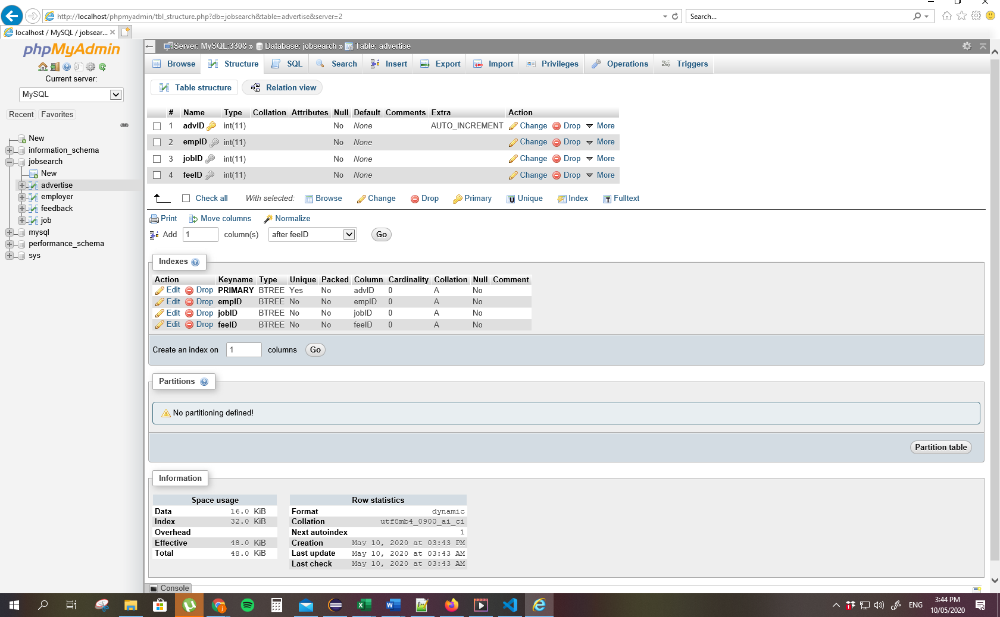 http://localhost/phpmyadmin/tbl_structure.php?db=jobsearch&table=advertise&server=2
Search...
localhost / MySQL / jobsear...
phpMyAdmin
Current server:
MySQL
Recent Favorites
New
information_schema
jobsearch
New
advertise
employer
feedback
job
mysql
performance_schema
sys
Server: MySQL:3308 » Database: jobsearch » Table: advertise
Browse Structure SQL Search Insert Export Import Privileges Operations Triggers
Table structure Relation view
# Name Type Collation Attributes Null Default Comments Extra Action
1 advID int(11) No None AUTO_INCREMENT Change Drop More
2 empID int(11) No None Change Drop More
3 jobID int(11) No None Change Drop More
4 feeID int(11) No None Change Drop More
Check all With selected: Browse Change Drop Primary Unique Index Fulltext
Print Move columns Normalize
Add 1 column(s) after feeID Go
Indexes
Action Keyname Type Unique Packed Column Cardinality Collation Null Comment
Edit Drop PRIMARY BTREE Yes No advID 0 A No
Edit Drop empID BTREE No No empID 0 A No
Edit Drop jobID BTREE No No jobID 0 A No
Edit Drop feeID BTREE No No feeID 0 A No
Create an index on 1 columns Go
Partitions
No partitioning defined!
Partition table
Information
Space usage
Data 16.0 KiB
Index 32.0 KiB
Overhead
Effective 48.0 KiB
Total 48.0 KiB
Row statistics
Format dynamic
Collation utf8mb4_0900_ai_ci
Next autoindex 1
Creation May 10, 2020 at 03:43 PM
Last update May 10, 2020 at 03:43 AM
Last check May 10, 2020 at 03:43 AM
Console
ENG
3:44 PM
10/05/2020